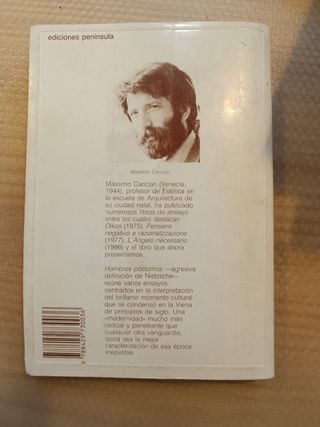 ediciones península
Massimo Cacciari
Massimo Cacciari (Venecia,
1944), profesor de Estética en
la escuela de Arquitectura de
su ciudad natal, ha publicado
numerosos libros de ensayo
entre los cuales destacan
Oikos (1975), Pensiero
negativo e razionalizzazione
(1977), L'Angelo necessario
(1986) y el libro que ahora
presentamos.
Hombres póstumos —agresiva
definición de Nietzsche—
reúne varios ensayos
centrados en la interpretación
del brillante momento cultural
que se condensó en la Viena
de principios de siglo. Una
«modernidad» mucho más
radical y penetrante que
cualquier otra vanguardia,
quizá sea la mejor
caracterización de esa época
irrepetible.